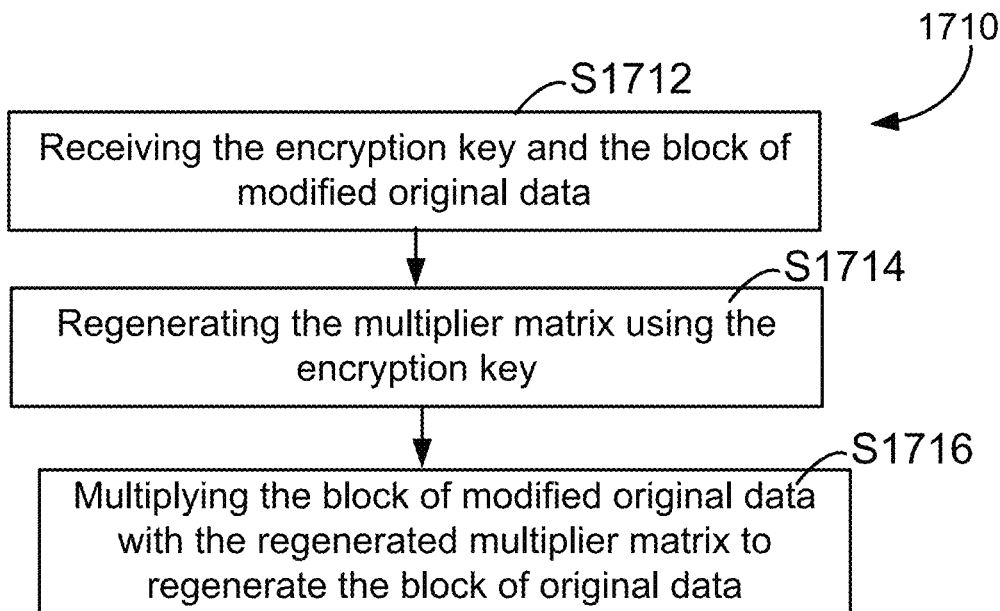 1710
S1712
Receiving the encryption key and the block of
modified original data
S1714
Regenerating the multiplier matrix using the
encryption key
S1716
Multiplying the block of modified original data
with the regenerated multiplier matrix to
regenerate the block of original data